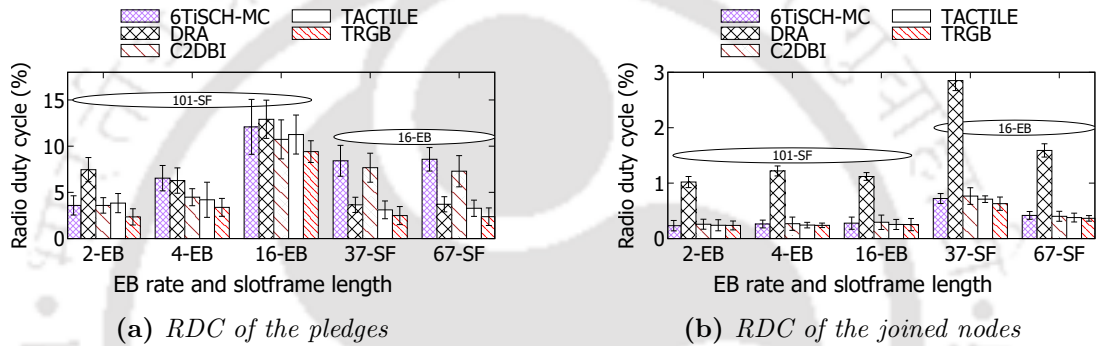 6TiSCH-MC
DRA
C2DBI
TACTILE
TRGB
Radio duty cycle (%)
15
10
5
0
101-SF
16-EB
2-EB 4-EB 16-EB 37-SF 67-SF
EB rate and slotframe length
(a) RDC of the pledges
6TiSCH-MC
DRA
C2DBI
TACTILE
TRGB
Radio duty cycle (%)
3
2
1
0
101-SF
16-EB
2-EB 4-EB 16-EB 37-SF 67-SF
EB rate and slotframe length
(b) RDC of the joined nodes